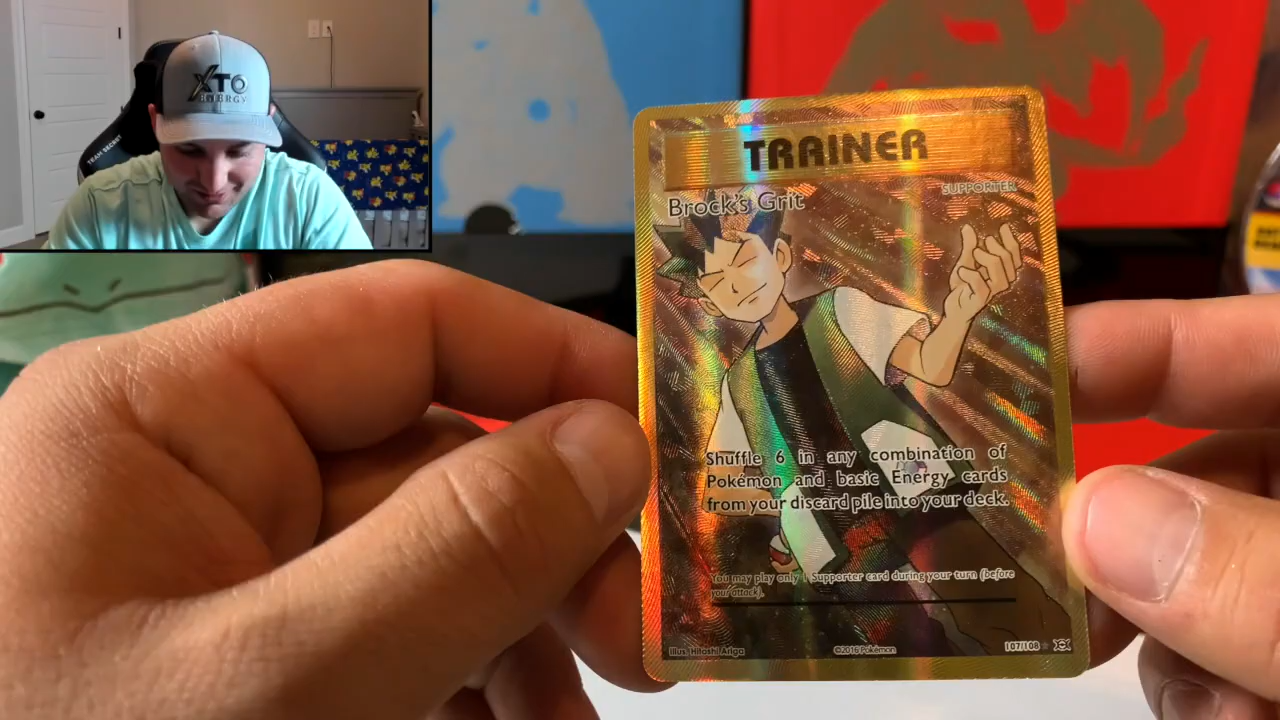 XTO
ENERGY
TEAM SECRET
TRAINER
SUPPORTER
Brock's Grit
Shuffle 6 in any combination of
Pokémon and basic Energy cards
from your discard pile into your deck.
You may play only 1 Supporter card during your turn (before
your attack).
Illus. Hitoshi Ariga
©2016 Pokémon
107/108